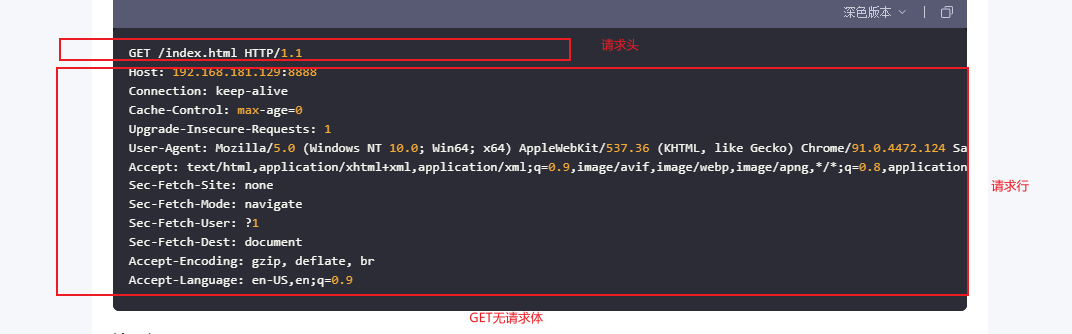 深色版本
GET /index.html HTTP/1.1
请求头
Host: 192.168.181.129:8888
Connection: keep-alive
Cache-Control: max-age=0
Upgrade-Insecure-Requests: 1
User-Agent: Mozilla/5.0 (Windows NT 10.0; Win64; x64) AppleWebKit/537.36 (KHTML, like Gecko) Chrome/91.0.4472.124 Sa
Accept: text/html,application/xhtml+xml,application/xml;q=0.9,image/avif,image/webp,image/apng,*/*;q=0.8,application
Sec-Fetch-Site: none
请求行
Sec-Fetch-Mode: navigate
Sec-Fetch-User: ?1
Sec-Fetch-Dest: document
Accept-Encoding: gzip, deflate, br
Accept-Language: en-US,en;q=0.9
GET无请求体